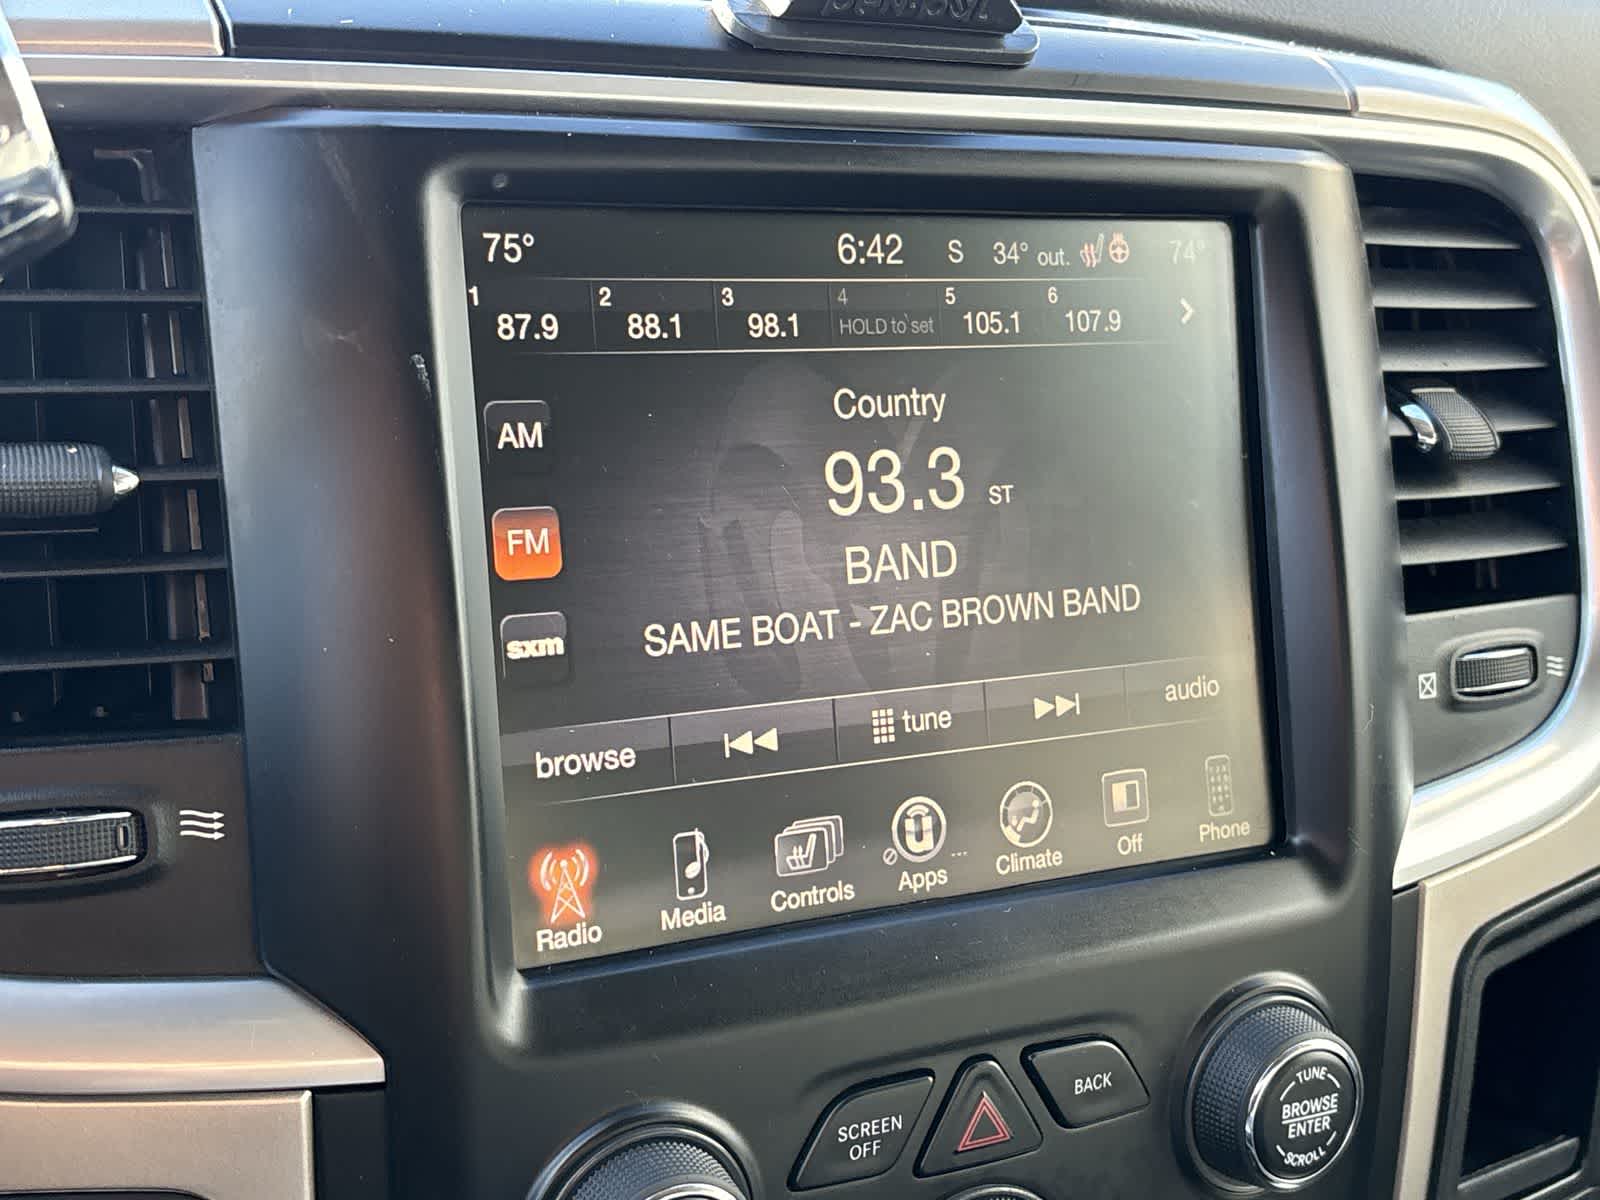 75° 6:42 S 34° out. 74°
1 2 3 4 5 6
87.9 88.1 98.1 HOLD to set 105.1 107.9
Country
AM
93.3 ST
FM
BAND
SAME BOAT - ZAC BROWN BAND
sxm
browse tune audio
Radio Media Controls Apps ... Climate Off Phone
SCREEN
OFF
BACK
TUNE
BROWSE
ENTER
SCROLL